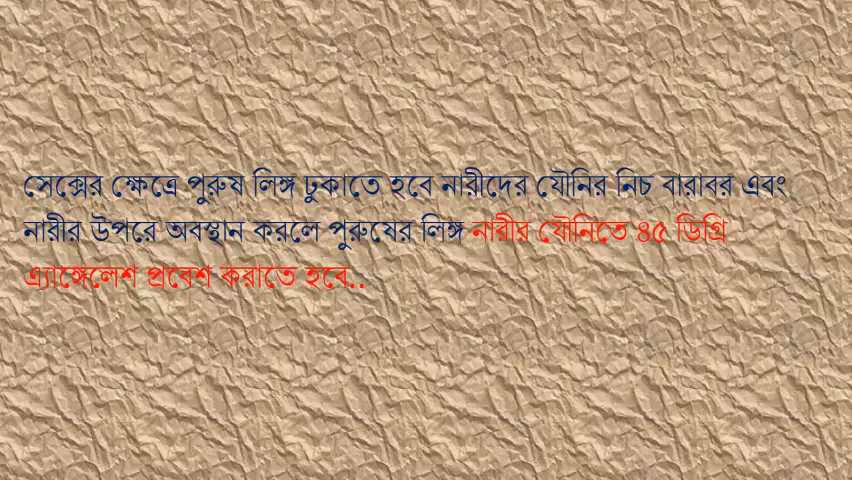 সেক্সের ক্ষেত্রে পুরুষ লিঙ্গ ঢুকাতে হবে নারীদের যৌনির নিচ বারাবর এবং
নারীর উপরে অবস্থান করলে পুরুষের লিঙ্গ নারীর যৌনিতে ৪৫ ডিগ্রি
এ্যাঙ্গেলেশ প্রবেশ করাতে হবে..